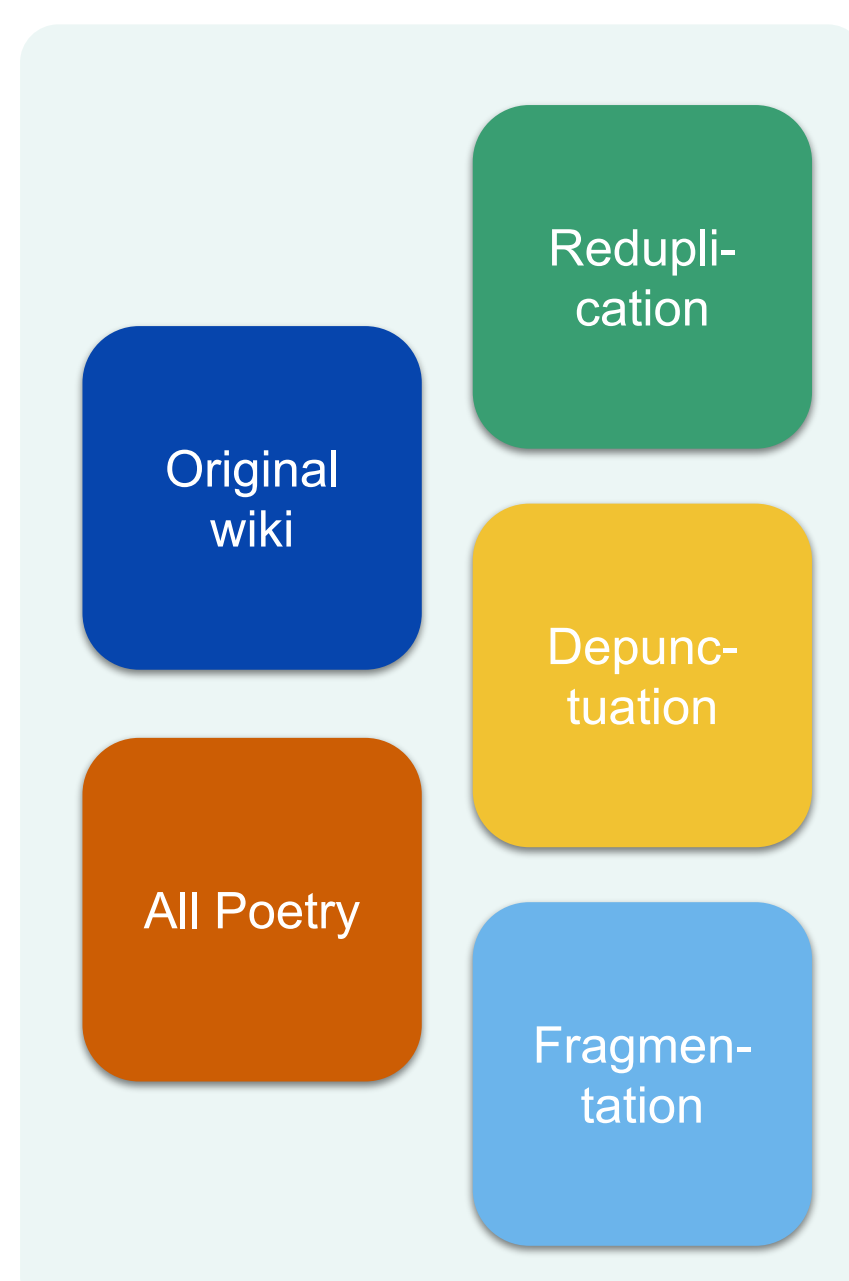 Original
wiki
All Poetry
Redupli-
cation
Depunc-
tuation
Fragmen-
tation